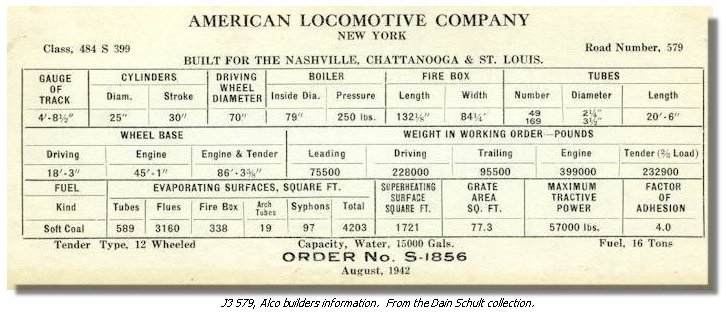 AMERICAN LOCOMOTIVE COMPANY
NEW YORK
Class, 484 S 399 Road Number, 579
BUILT FOR THE NASHVILLE, CHATTANOOGA & ST. LOUIS.
GAUGE OF TRACK CYLINDERS DRIVING WHEEL DIAMETER BOILER FIRE BOX TUBES
Diam. Stroke Inside Dia. Pressure Length Width Number Diameter Length
4'-8½" 25" 30" 70" 79" 250 lbs. 132⅛" 84¼' 49 169 2¼" 3½" 20'-6"
WHEEL BASE WEIGHT IN WORKING ORDER—POUNDS
Driving Engine Engine & Tender Leading Driving Trailing Engine Tender (⅔ Load)
18'-3" 45'-1" 86'-3⅝" 75500 228000 95500 399000 232900
FUEL EVAPORATING SURFACES, SQUARE FT. SUPERHEATING SURFACE SQUARE FT. GRATE AREA SQ. FT. MAXIMUM TRACTIVE POWER FACTOR OF ADHESION
Kind Tubes Flues Fire Box Arch Tubes Syphons Total
Soft Coal 589 3160 338 19 97 4203 1721 77.3 57000 lbs. 4.0
Tender Type, 12 Wheeled Capacity, Water, 15000 Gals. Fuel, 16 Tons
ORDER No. S-1856
August, 1942
J3 579, Alco builders information. From the Dain Schult collection.